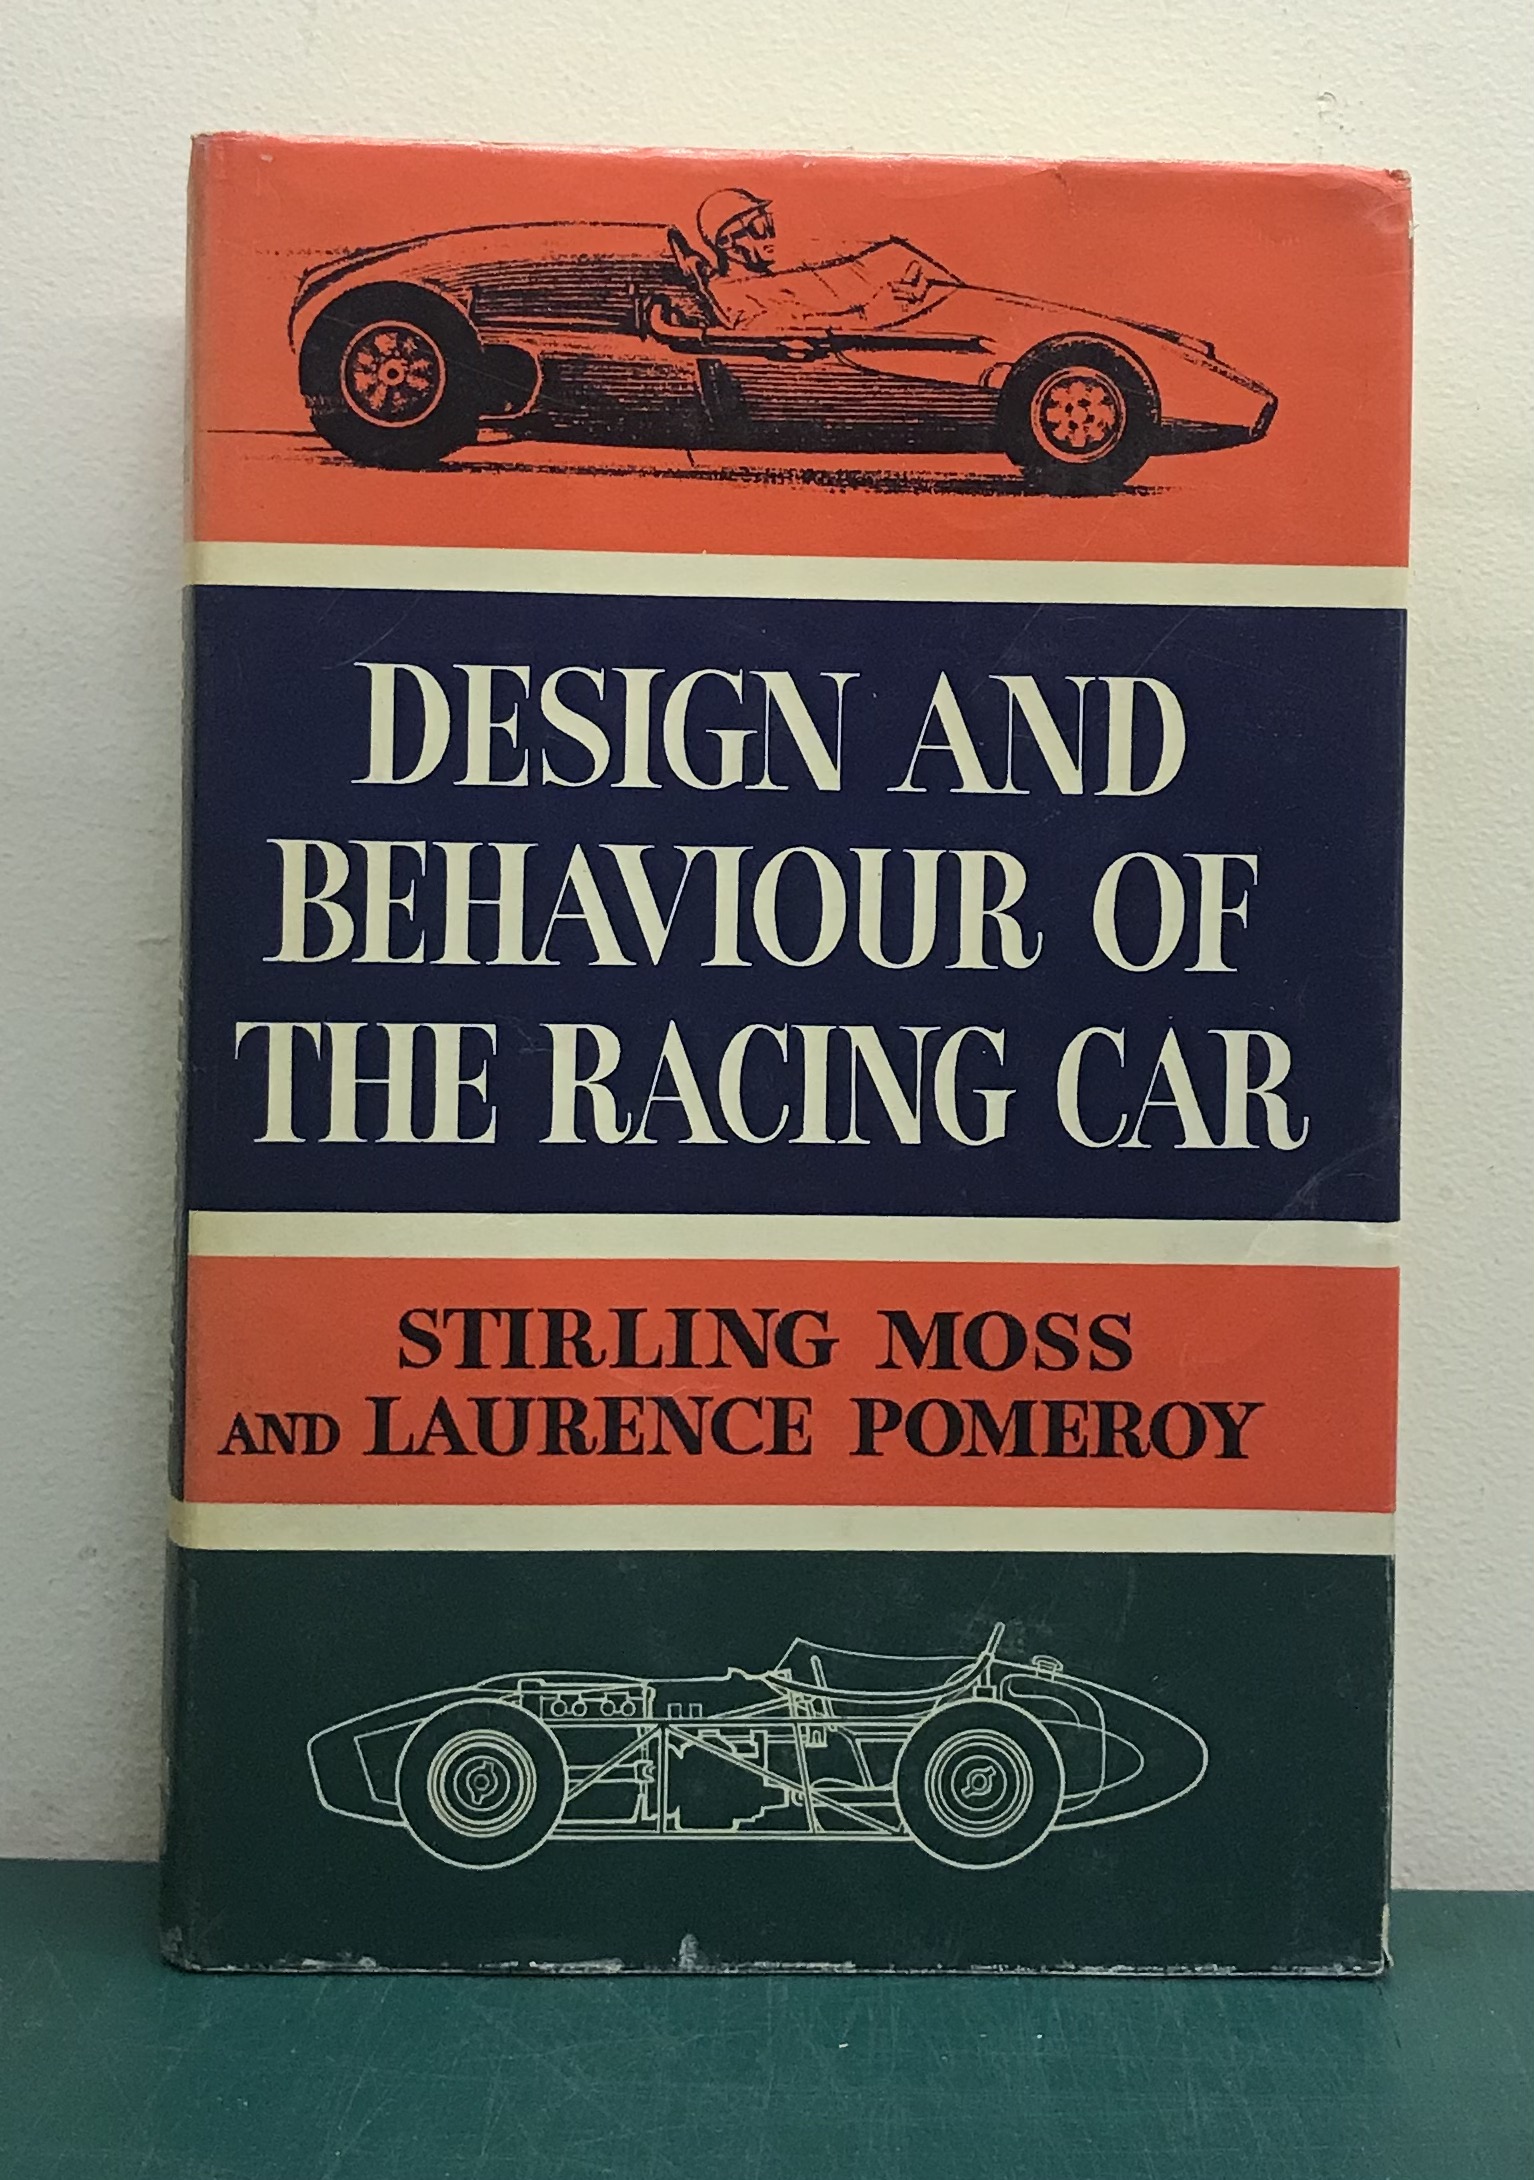 DESIGN AND
BEHAVIOUR OF
THE RACING CAR
STIRLING MOSS
AND LAURENCE POMEROY